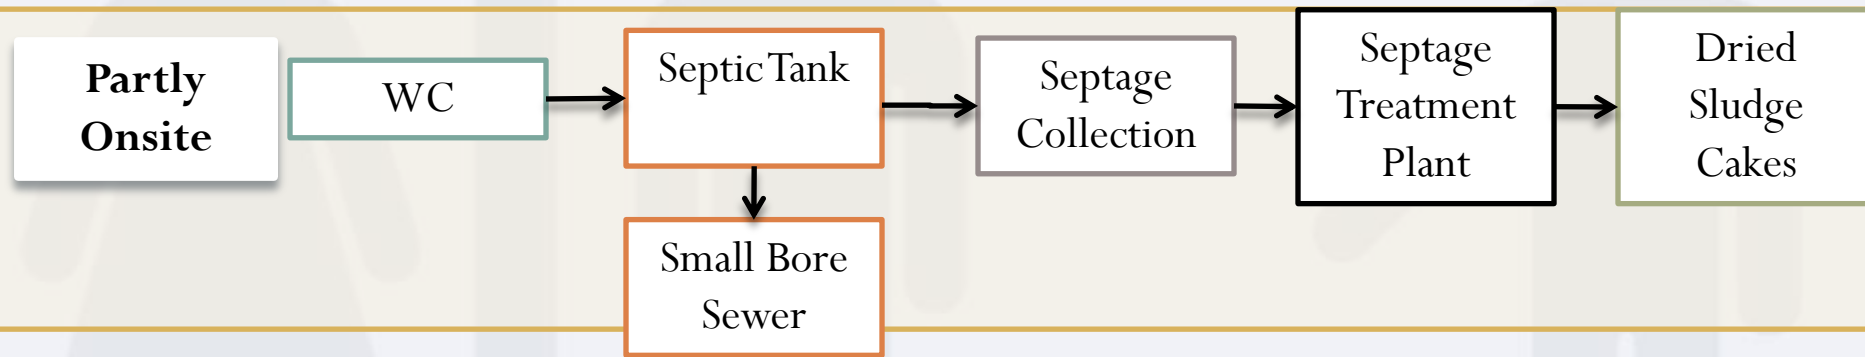 Partly
Onsite
WC
Septic Tank
Small Bore
Sewer
Septage
Collection
Septage
Treatment
Plant
Dried
Sludge
Cakes